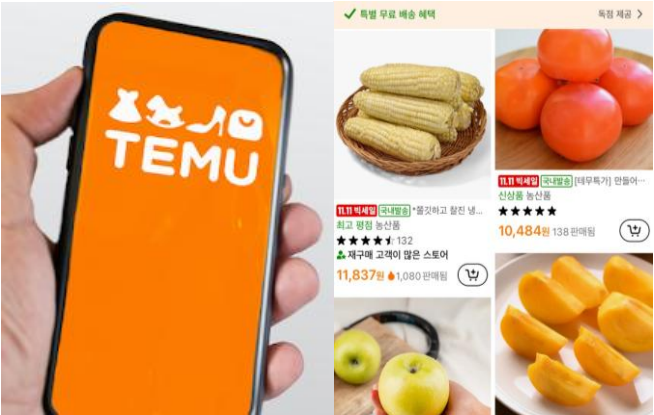 TEMU
특별 무료 배송 혜택
독점 제공 >
11.11 빅세일 국내발송 *쫄깃하고 찰진 냉...
최고 평점 농산품
132
재구매 고객이 많은 스토어
11,837원 1,080 판매됨
11.11 빅세일 국내발송 [테무특가] 만들어...
신상품 농산품
10,484원 138 판매됨